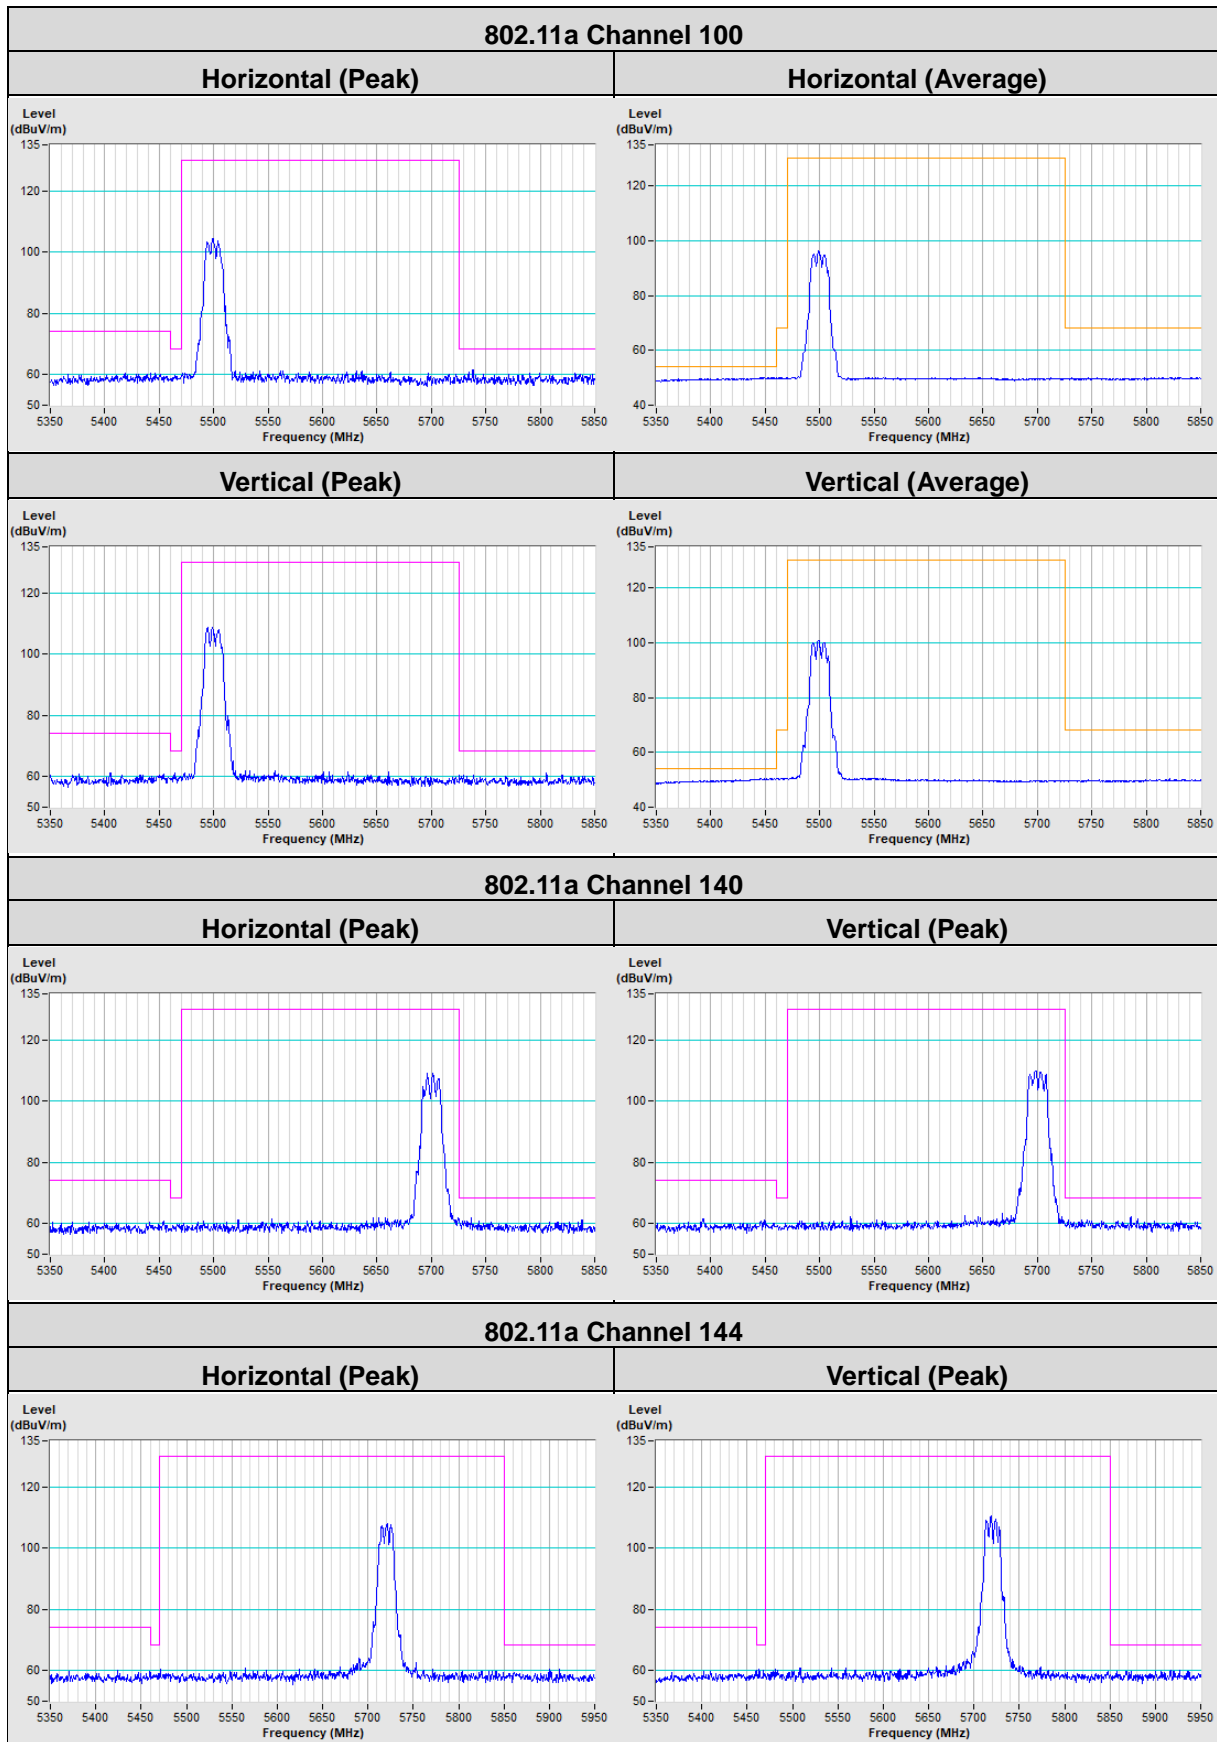 802.11a Channel 100
Horizontal (Peak) Horizontal (Average)
Level Level
(dBuV/m) (dBuV/m)
135 135
120 120
100 100
80 80
60 60
50 40
5350 5400 5450 5500 5550 5600 5650 5700 5750 5800 5850 5350 5400 5450 5500 5550 5600 5650 5700 5750 5800 5850
Frequency (MHz) Frequency (MHz)
Vertical (Peak) Vertical (Average)
Level Level
(dBuV/m) (dBuV/m)
135 135
120 120
100 100
80 80
60 60
50 40
5350 5400 5450 5500 5550 5600 5650 5700 5750 5800 5850 5350 5400 5450 5500 5550 5600 5650 5700 5750 5800 5850
Frequency (MHz) Frequency (MHz)
802.11a Channel 140
Horizontal (Peak) Vertical (Peak)
Level Level
(dBuV/m) (dBuV/m)
135 135
120 120
100 100
80 80
60 60
50 50
5350 5400 5450 5500 5550 5600 5650 5700 5750 5800 5850 5350 5400 5450 5500 5550 5600 5650 5700 5750 5800 5850
Frequency (MHz) Frequency (MHz)
802.11a Channel 144
Horizontal (Peak) Vertical (Peak)
Level Level
(dBuV/m) (dBuV/m)
135 135
120 120
100 100
80 80
60 60
50 50
5350 5400 5450 5500 5550 5600 5650 5700 5750 5800 5850 5900 5950 5350 5400 5450 5500 5550 5600 5650 5700 5750 5800 5850 5900 5950
Frequency (MHz) Frequency (MHz)